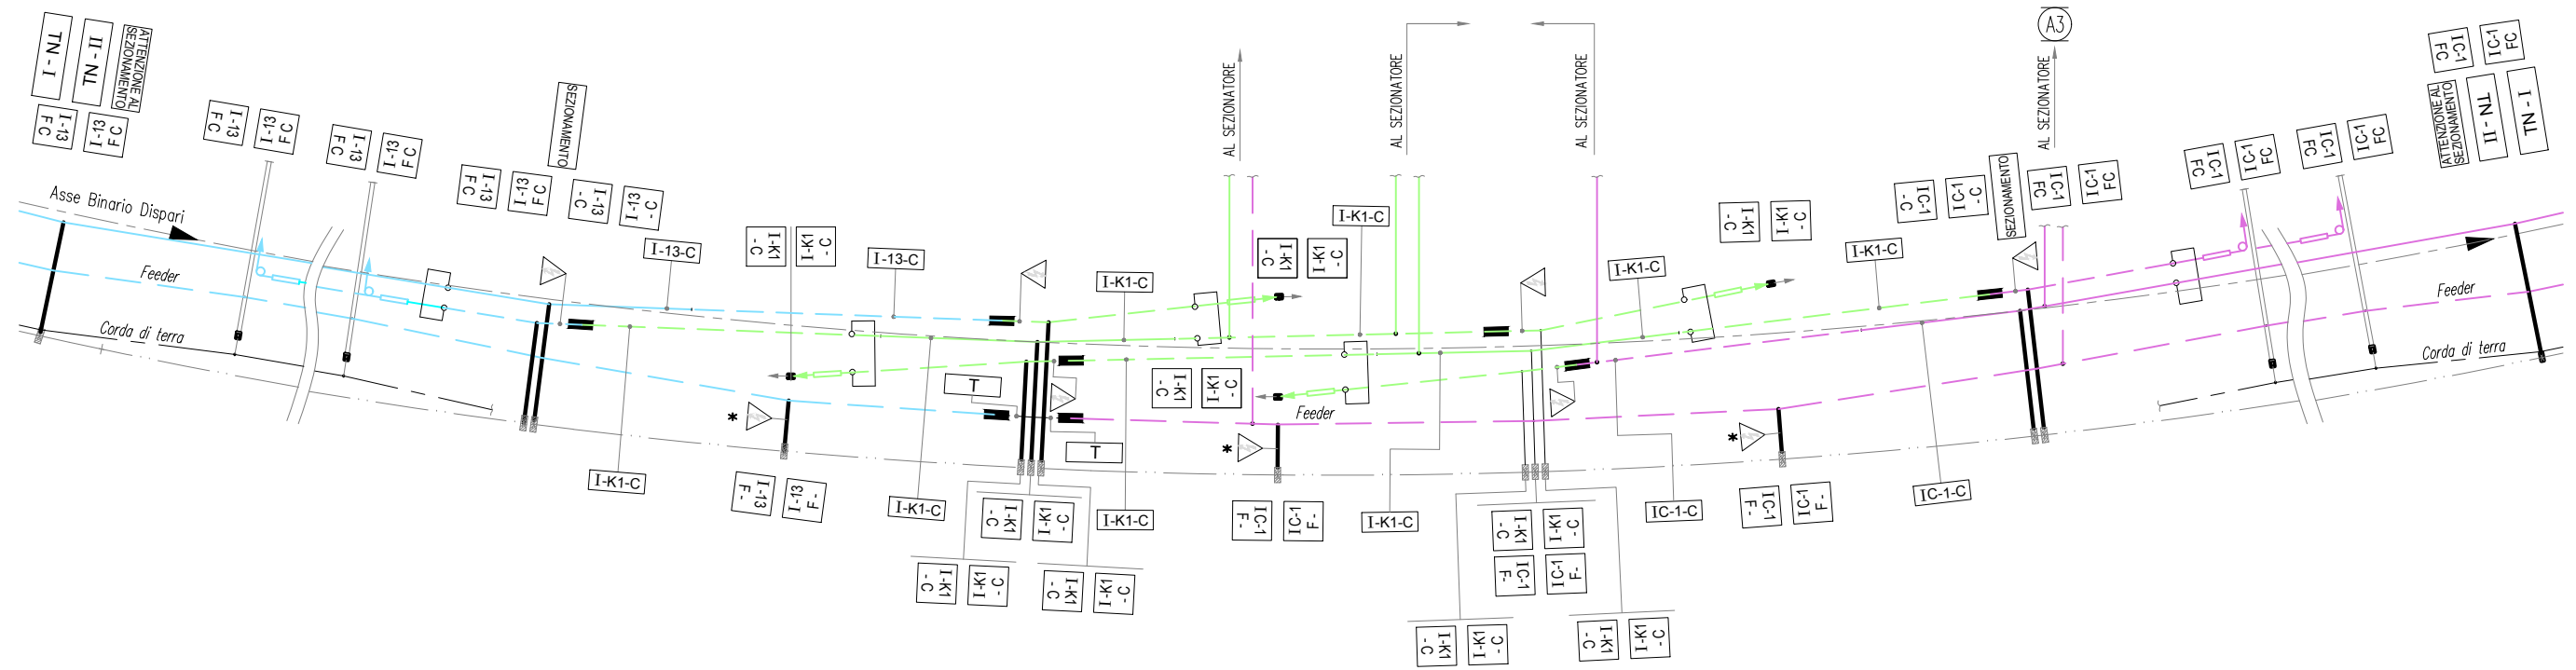 TN - I
TN - II
ATTENZIONE AL
SEZIONAMENTO
I-13
FC
I-13
FC
I-13
FC
I-13
FC
I-13
FC
I-13
FC
SEZIONAMENTO
I-13
FC
I-13
FC
I-13
C -
I-13
- C
Asse Binario Dispari
Feeder
Corda di terra
I-13-C
I-K1
C -
I-K1
- C
I-13-C
I-K1-C
AL SEZIONATORE
I-K1
C -
I-K1
- C
I-K1-C
AL SEZIONATORE
AL SEZIONATORE
I-K1-C
I-K1
C -
I-K1
- C
I-K1-C
IC-1
C -
IC-1
- C
SEZIONAMENTO
A3
AL SEZIONATORE
IC-1
FC
IC-1
FC
IC-1
FC
IC-1
FC
IC-1
FC
IC-1
FC
IC-1
FC
IC-1
FC
ATTENZIONE AL
SEZIONAMENTO
TN - II
TN - I
Feeder
Corda di terra
I-K1-C
*
I-13
F -
I-13
F -
I-K1-C
T
T
I-K1
C -
I-K1
- C
I-K1
C -
I-K1
- C
I-K1
C -
I-K1
- C
I-K1-C
I-K1
C -
I-K1
- C
*
Feeder
IC-1
F -
IC-1
F -
I-K1-C
I-K1
C -
I-K1
- C
IC-1
F-
IC-1
F-
I-K1
C -
I-K1
- C
I-K1
C -
I-K1
- C
IC-1-C
*
IC-1
F -
IC-1
F -
IC-1-C